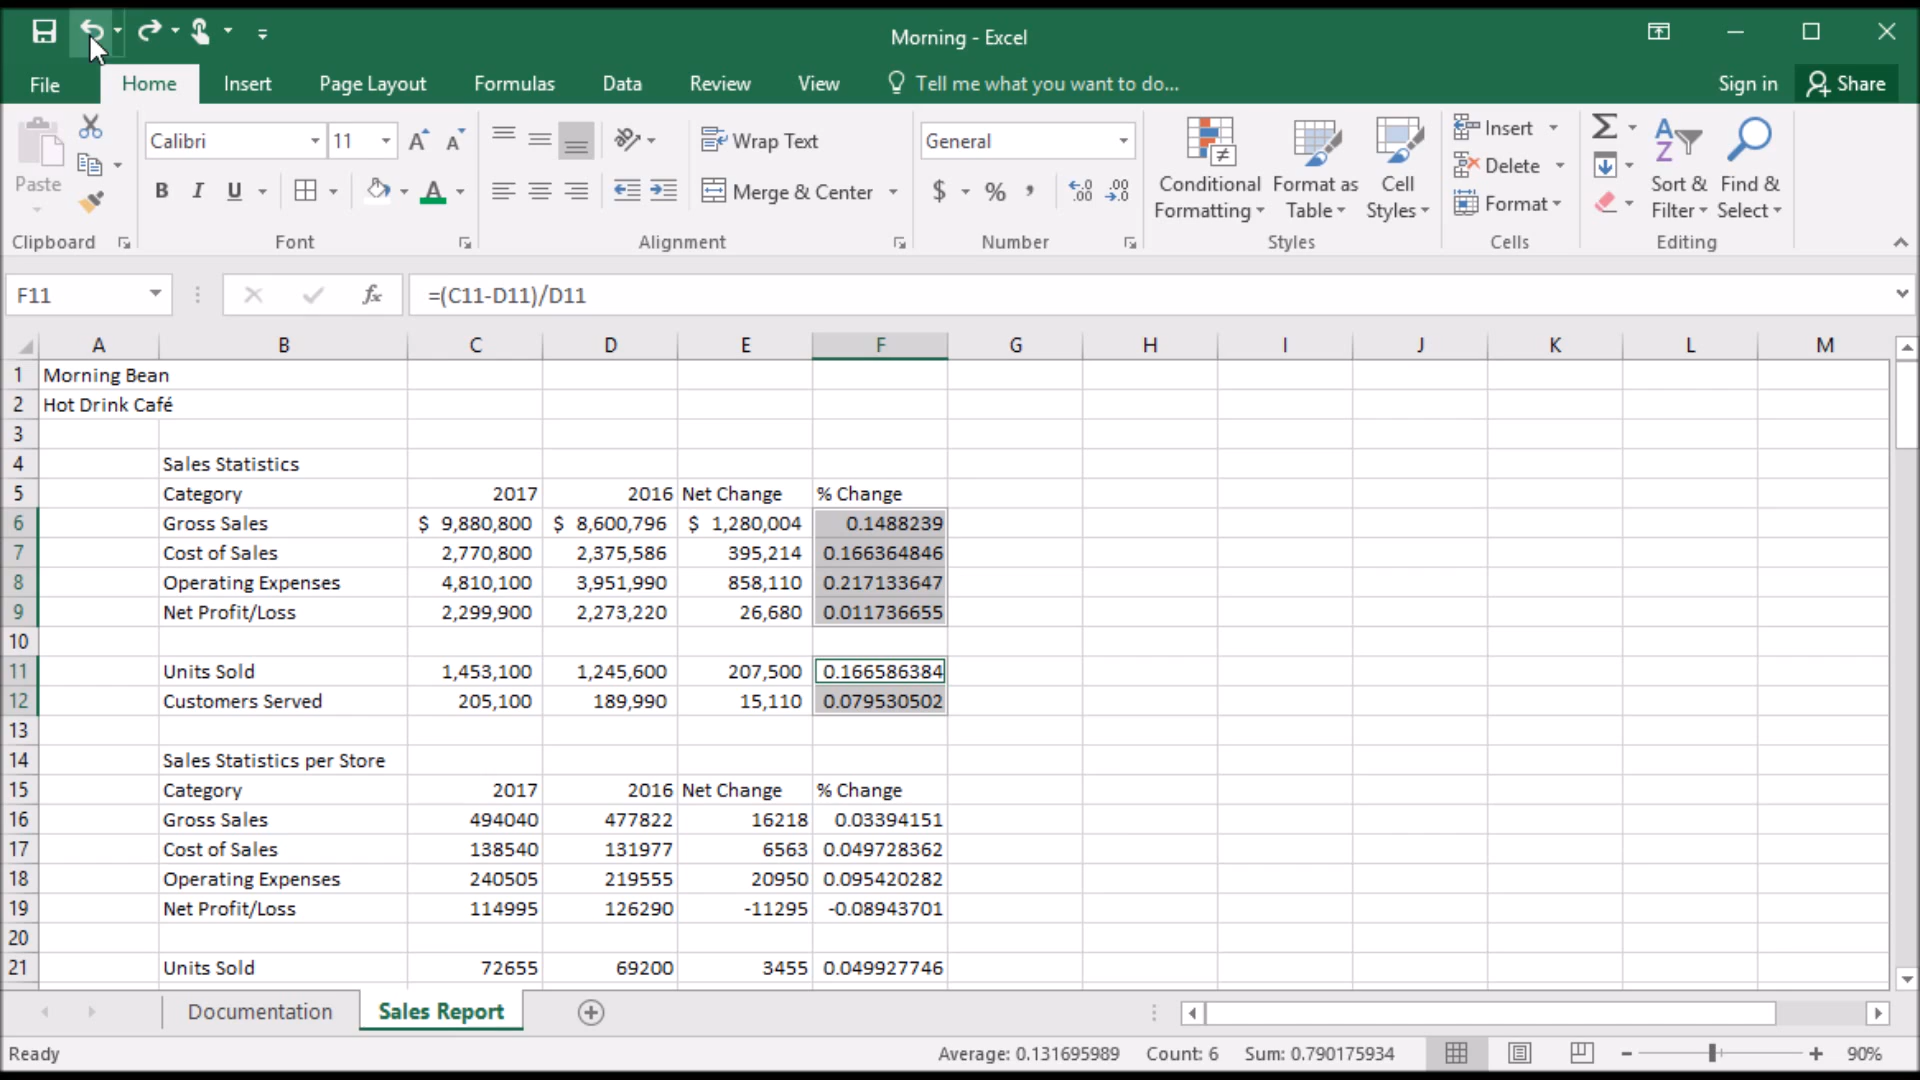 Morning - Excel
File Home Insert Page Layout Formulas Data Review View Tell me what you want to do... Sign in Share
Paste
Clipboard
Calibri 11
B I U A
Font
Wrap Text
Merge & Center
Alignment
General
$ % ,
Number
Conditional Formatting
Format as Table
Cell Styles
Styles
Insert
Delete
Format
Cells
Sort & Filter
Find & Select
Editing
F11 fx =(C11-D11)/D11
A B C D E F G H I J K L M
1 Morning Bean
2 Hot Drink Café
3
4 Sales Statistics
5 Category 2017 2016 Net Change % Change
6 Gross Sales $ 9,880,800 $ 8,600,796 $ 1,280,004 0.1488239
7 Cost of Sales 2,770,800 2,375,586 395,214 0.166364846
8 Operating Expenses 4,810,100 3,951,990 858,110 0.217133647
9 Net Profit/Loss 2,299,900 2,273,220 26,680 0.011736655
10
11 Units Sold 1,453,100 1,245,600 207,500 0.166586384
12 Customers Served 205,100 189,990 15,110 0.079530502
13
14 Sales Statistics per Store
15 Category 2017 2016 Net Change % Change
16 Gross Sales 494040 477822 16218 0.03394151
17 Cost of Sales 138540 131977 6563 0.049728362
18 Operating Expenses 240505 219555 20950 0.095420282
19 Net Profit/Loss 114995 126290 -11295 -0.08943701
20
21 Units Sold 72655 69200 3455 0.049927746
Documentation Sales Report
Ready Average: 0.131695989 Count: 6 Sum: 0.790175934 90%